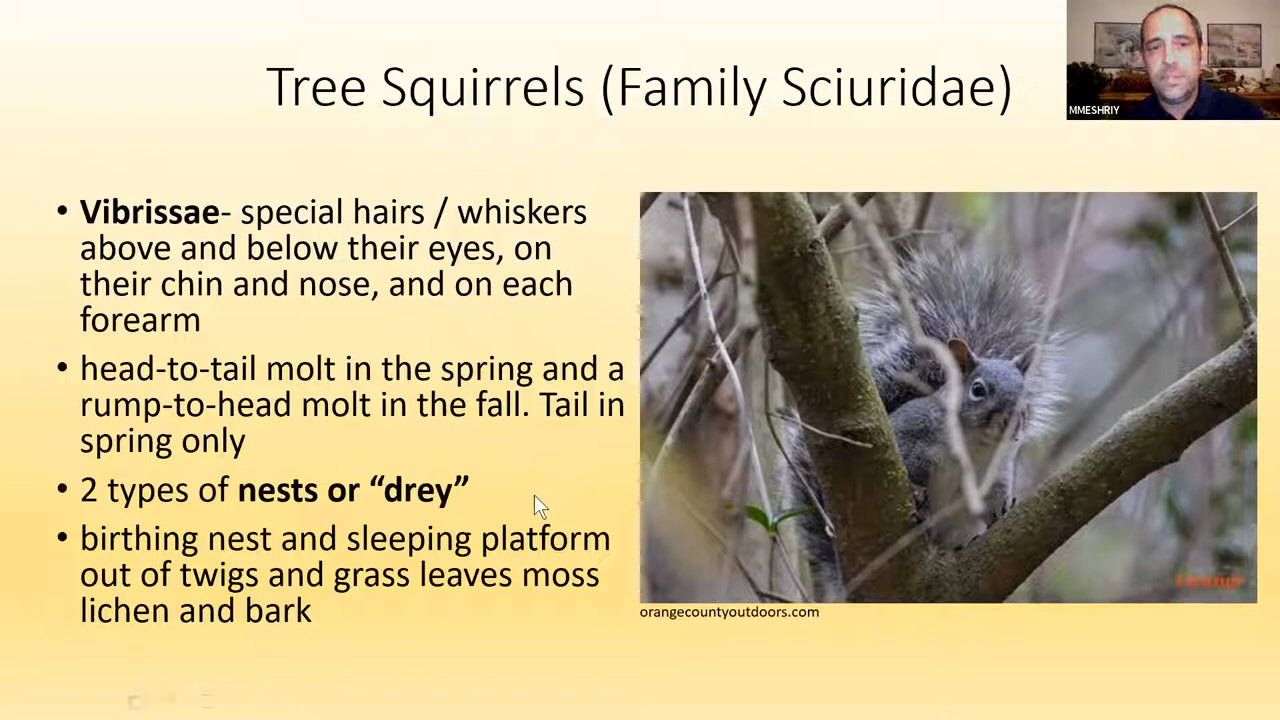 Tree Squirrels (Family Sciuridae)
MMESHRIY
• Vibrissae- special hairs / whiskers
above and below their eyes, on
their chin and nose, and on each
forearm
• head-to-tail molt in the spring and a
rump-to-head molt in the fall. Tail in
spring only
• 2 types of nests or “drey”
• birthing nest and sleeping platform
out of twigs and grass leaves moss
lichen and bark
orangecountyoutdoors.com